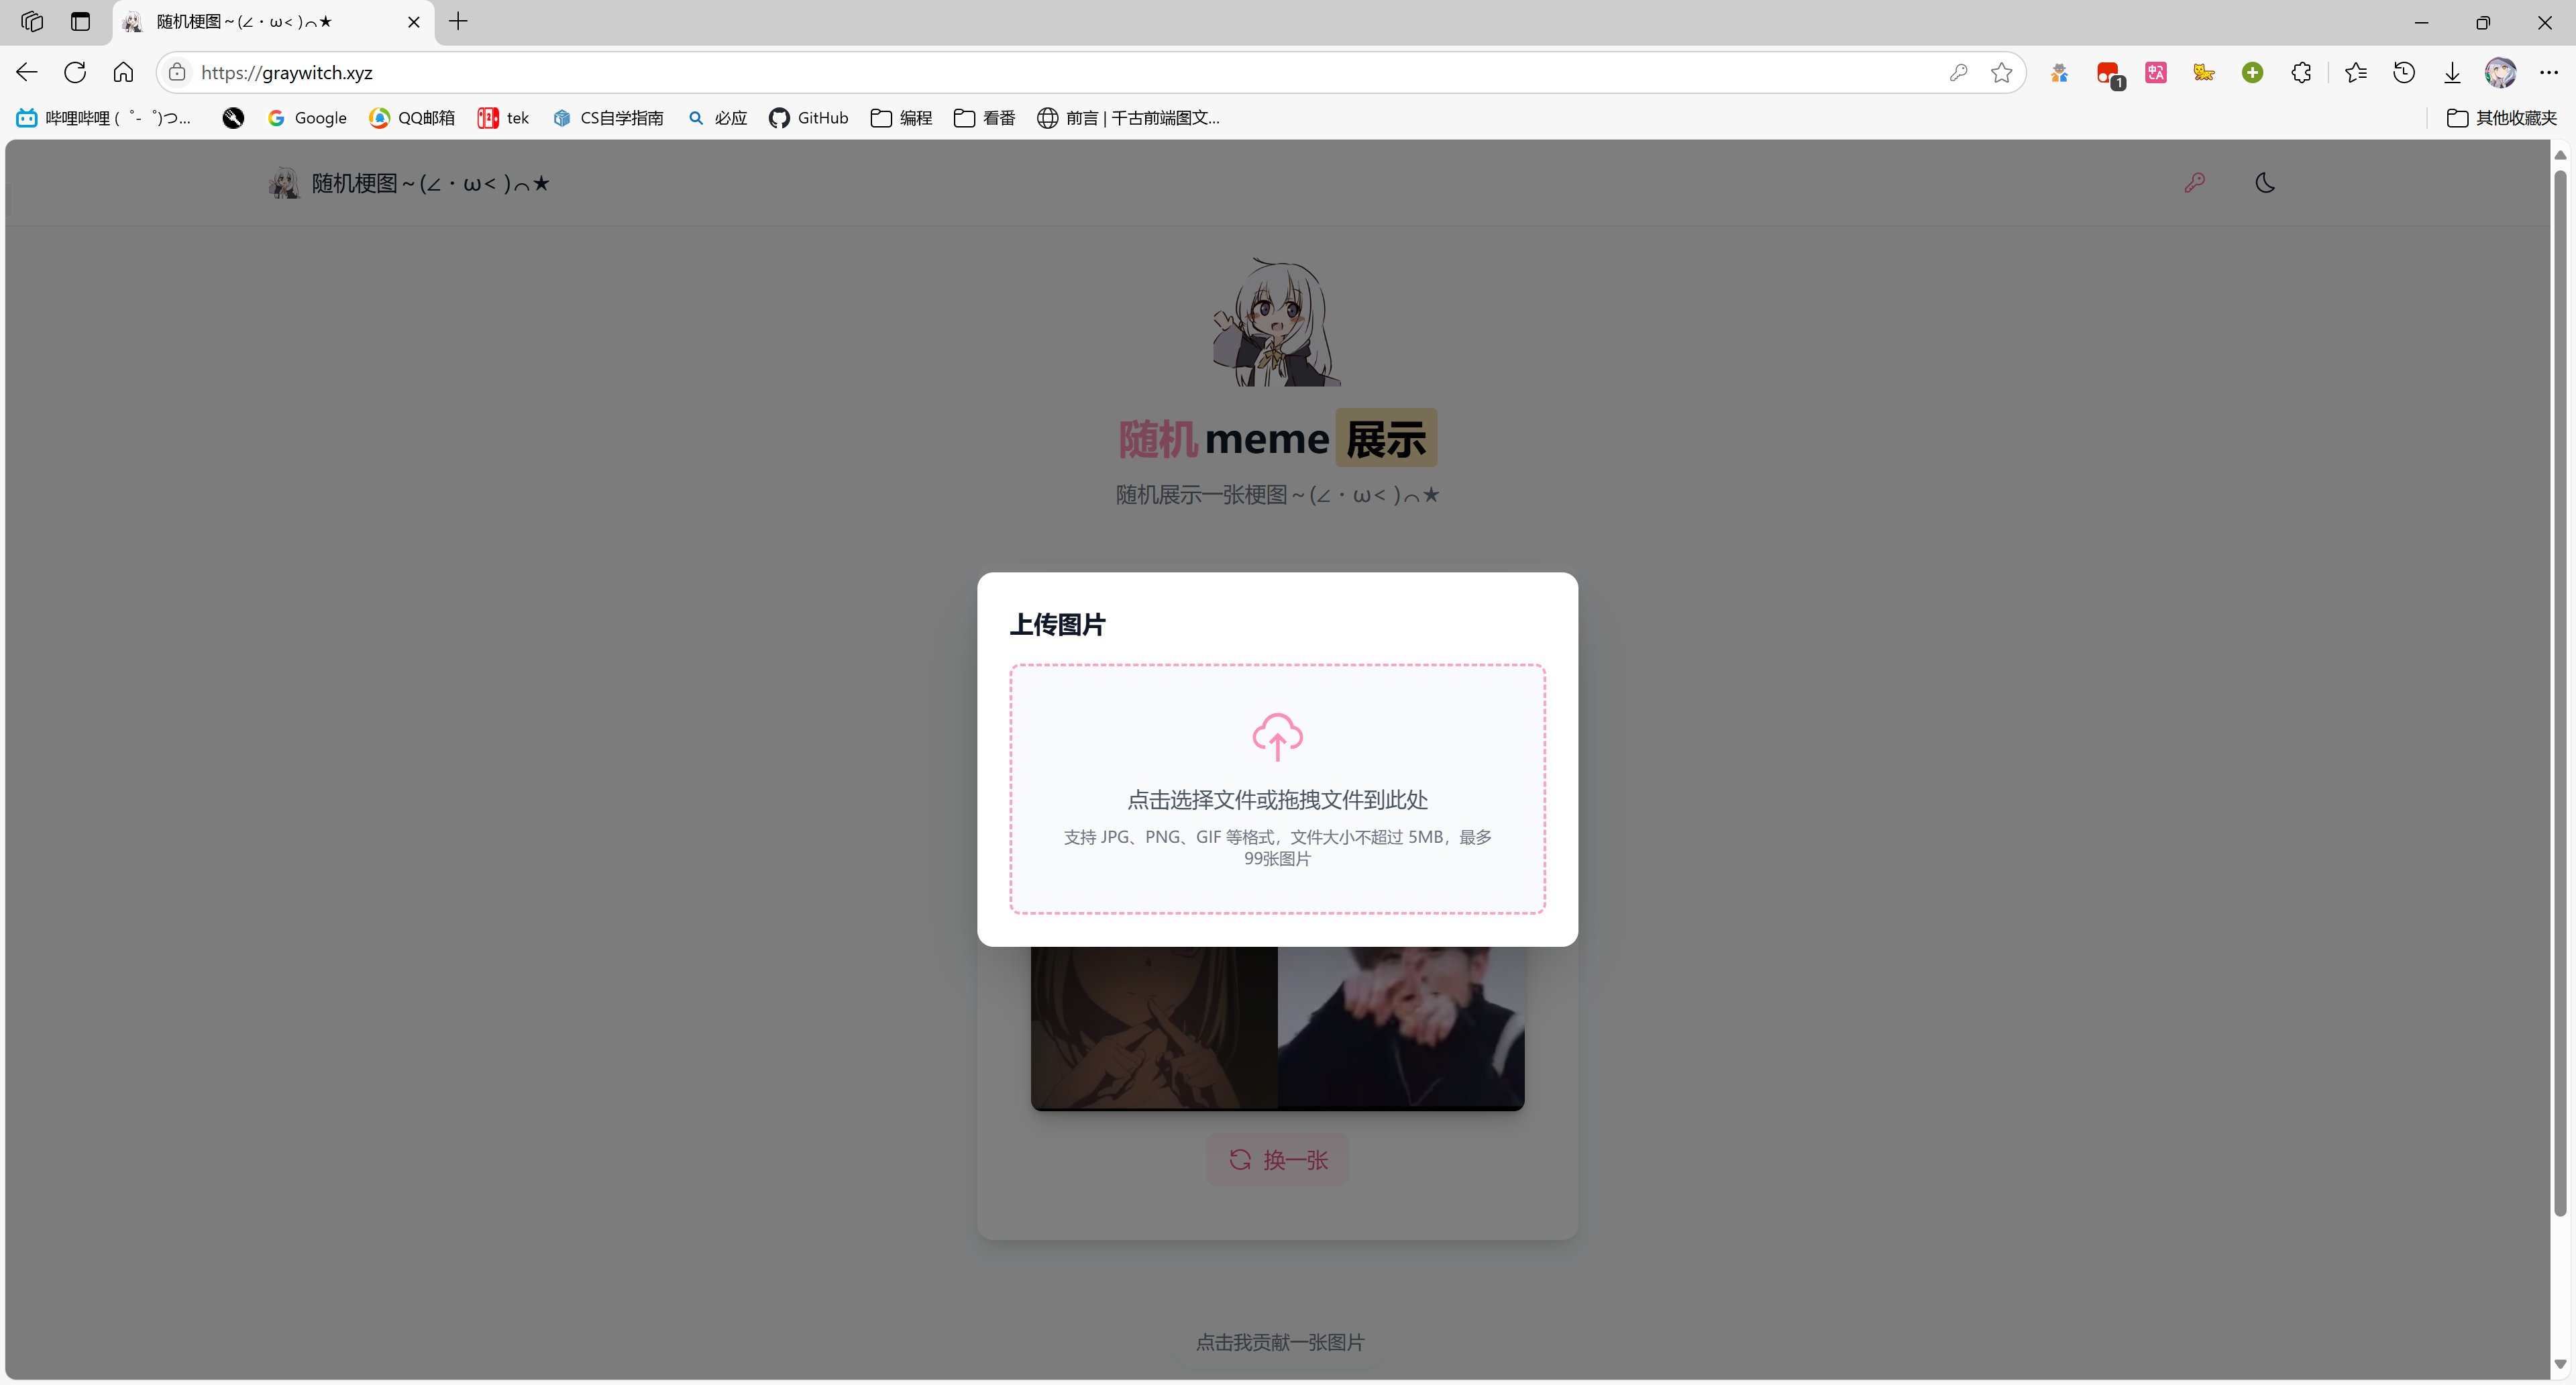 随机梗图～(∠・ω< )⌒★
https://graywitch.xyz
1
哔哩哔哩 (゜-゜)つ...
Google
QQ邮箱
tek
CS自学指南
必应
GitHub
编程
看番
前言 | 千古前端图文...
其他收藏夹
随机梗图～(∠・ω< )⌒★
随机 meme 展示
随机展示一张梗图～(∠・ω< )⌒★
上传图片
点击选择文件或拖拽文件到此处
支持 JPG、PNG、GIF 等格式，文件大小不超过 5MB，最多
99张图片
换一张
点击我贡献一张图片